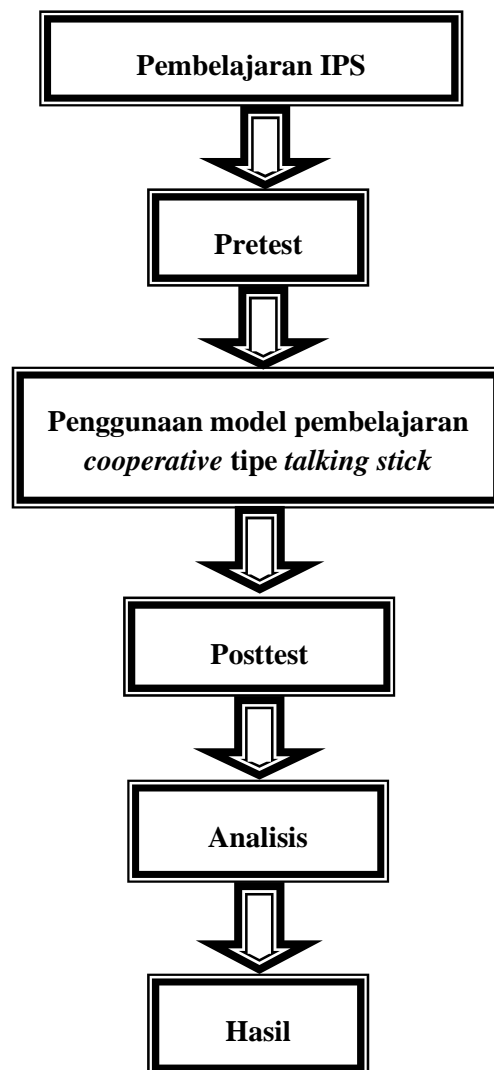 Pembelajaran IPS
Pretest
Penggunaan model pembelajaran
cooperative tipe talking stick
Posttest
Analisis
Hasil